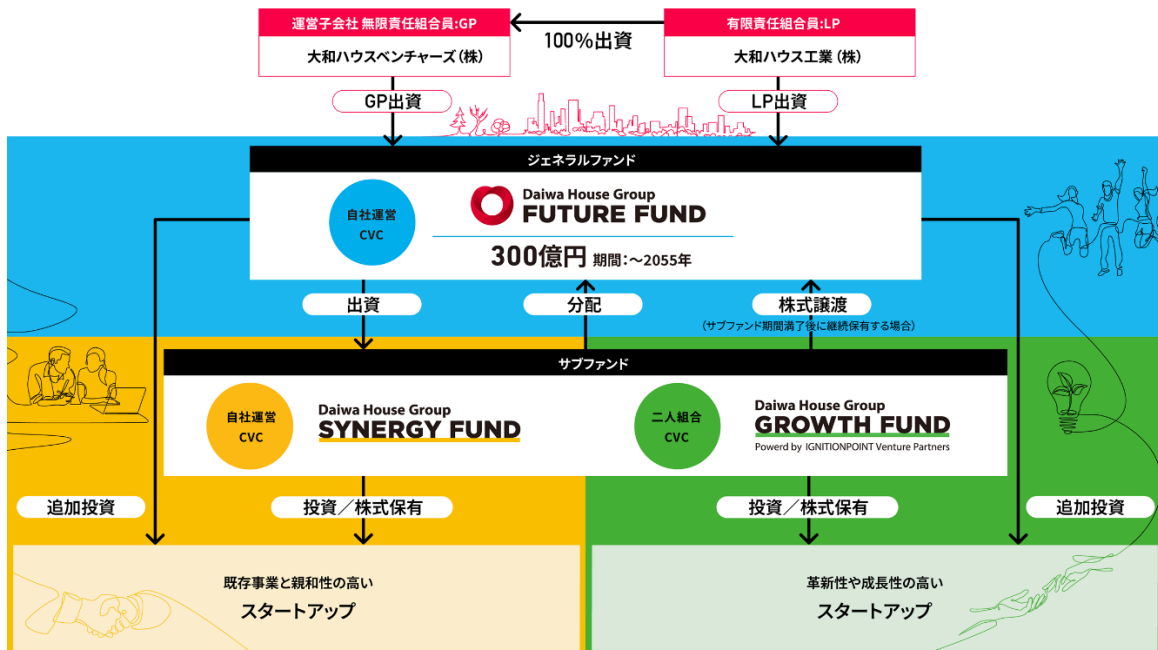 運営子会社 無限責任組合員:GP
大和ハウスベンチャーズ(株)
100%出資
有限責任組合員:LP
大和ハウス工業(株)
GP出資
LP出資
ジェネラルファンド
自社運営
CVC
Daiwa House Group
FUTURE FUND
300億円 期間:～2055年
出資
分配
株式譲渡
(サブファンド期間満了後に継続保有する場合)
サブファンド
自社運営
CVC
Daiwa House Group
SYNERGY FUND
二人組合
CVC
Daiwa House Group
GROWTH FUND
Powerd by IGNITIONPOINT Venture Partners
追加投資
投資／株式保有
投資／株式保有
追加投資
既存事業と親和性の高い
スタートアップ
革新性や成長性の高い
スタートアップ